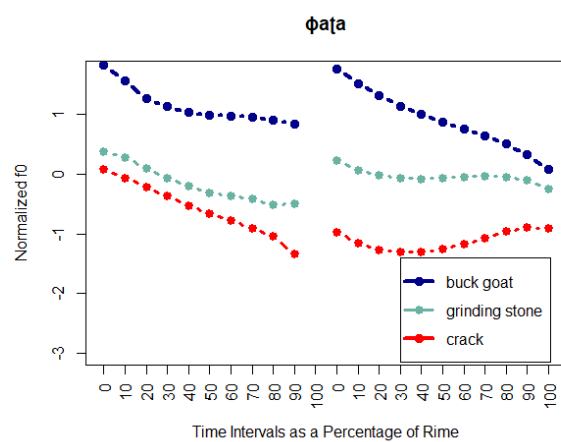 ɸaʈa
Normalized f0
1
0
-1
-2
-3
0 10 20 30 40 50 60 70 80 90 100 0 10 20 30 40 50 60 70 80 90 100
buck goat
grinding stone
crack
Time Intervals as a Percentage of Rime